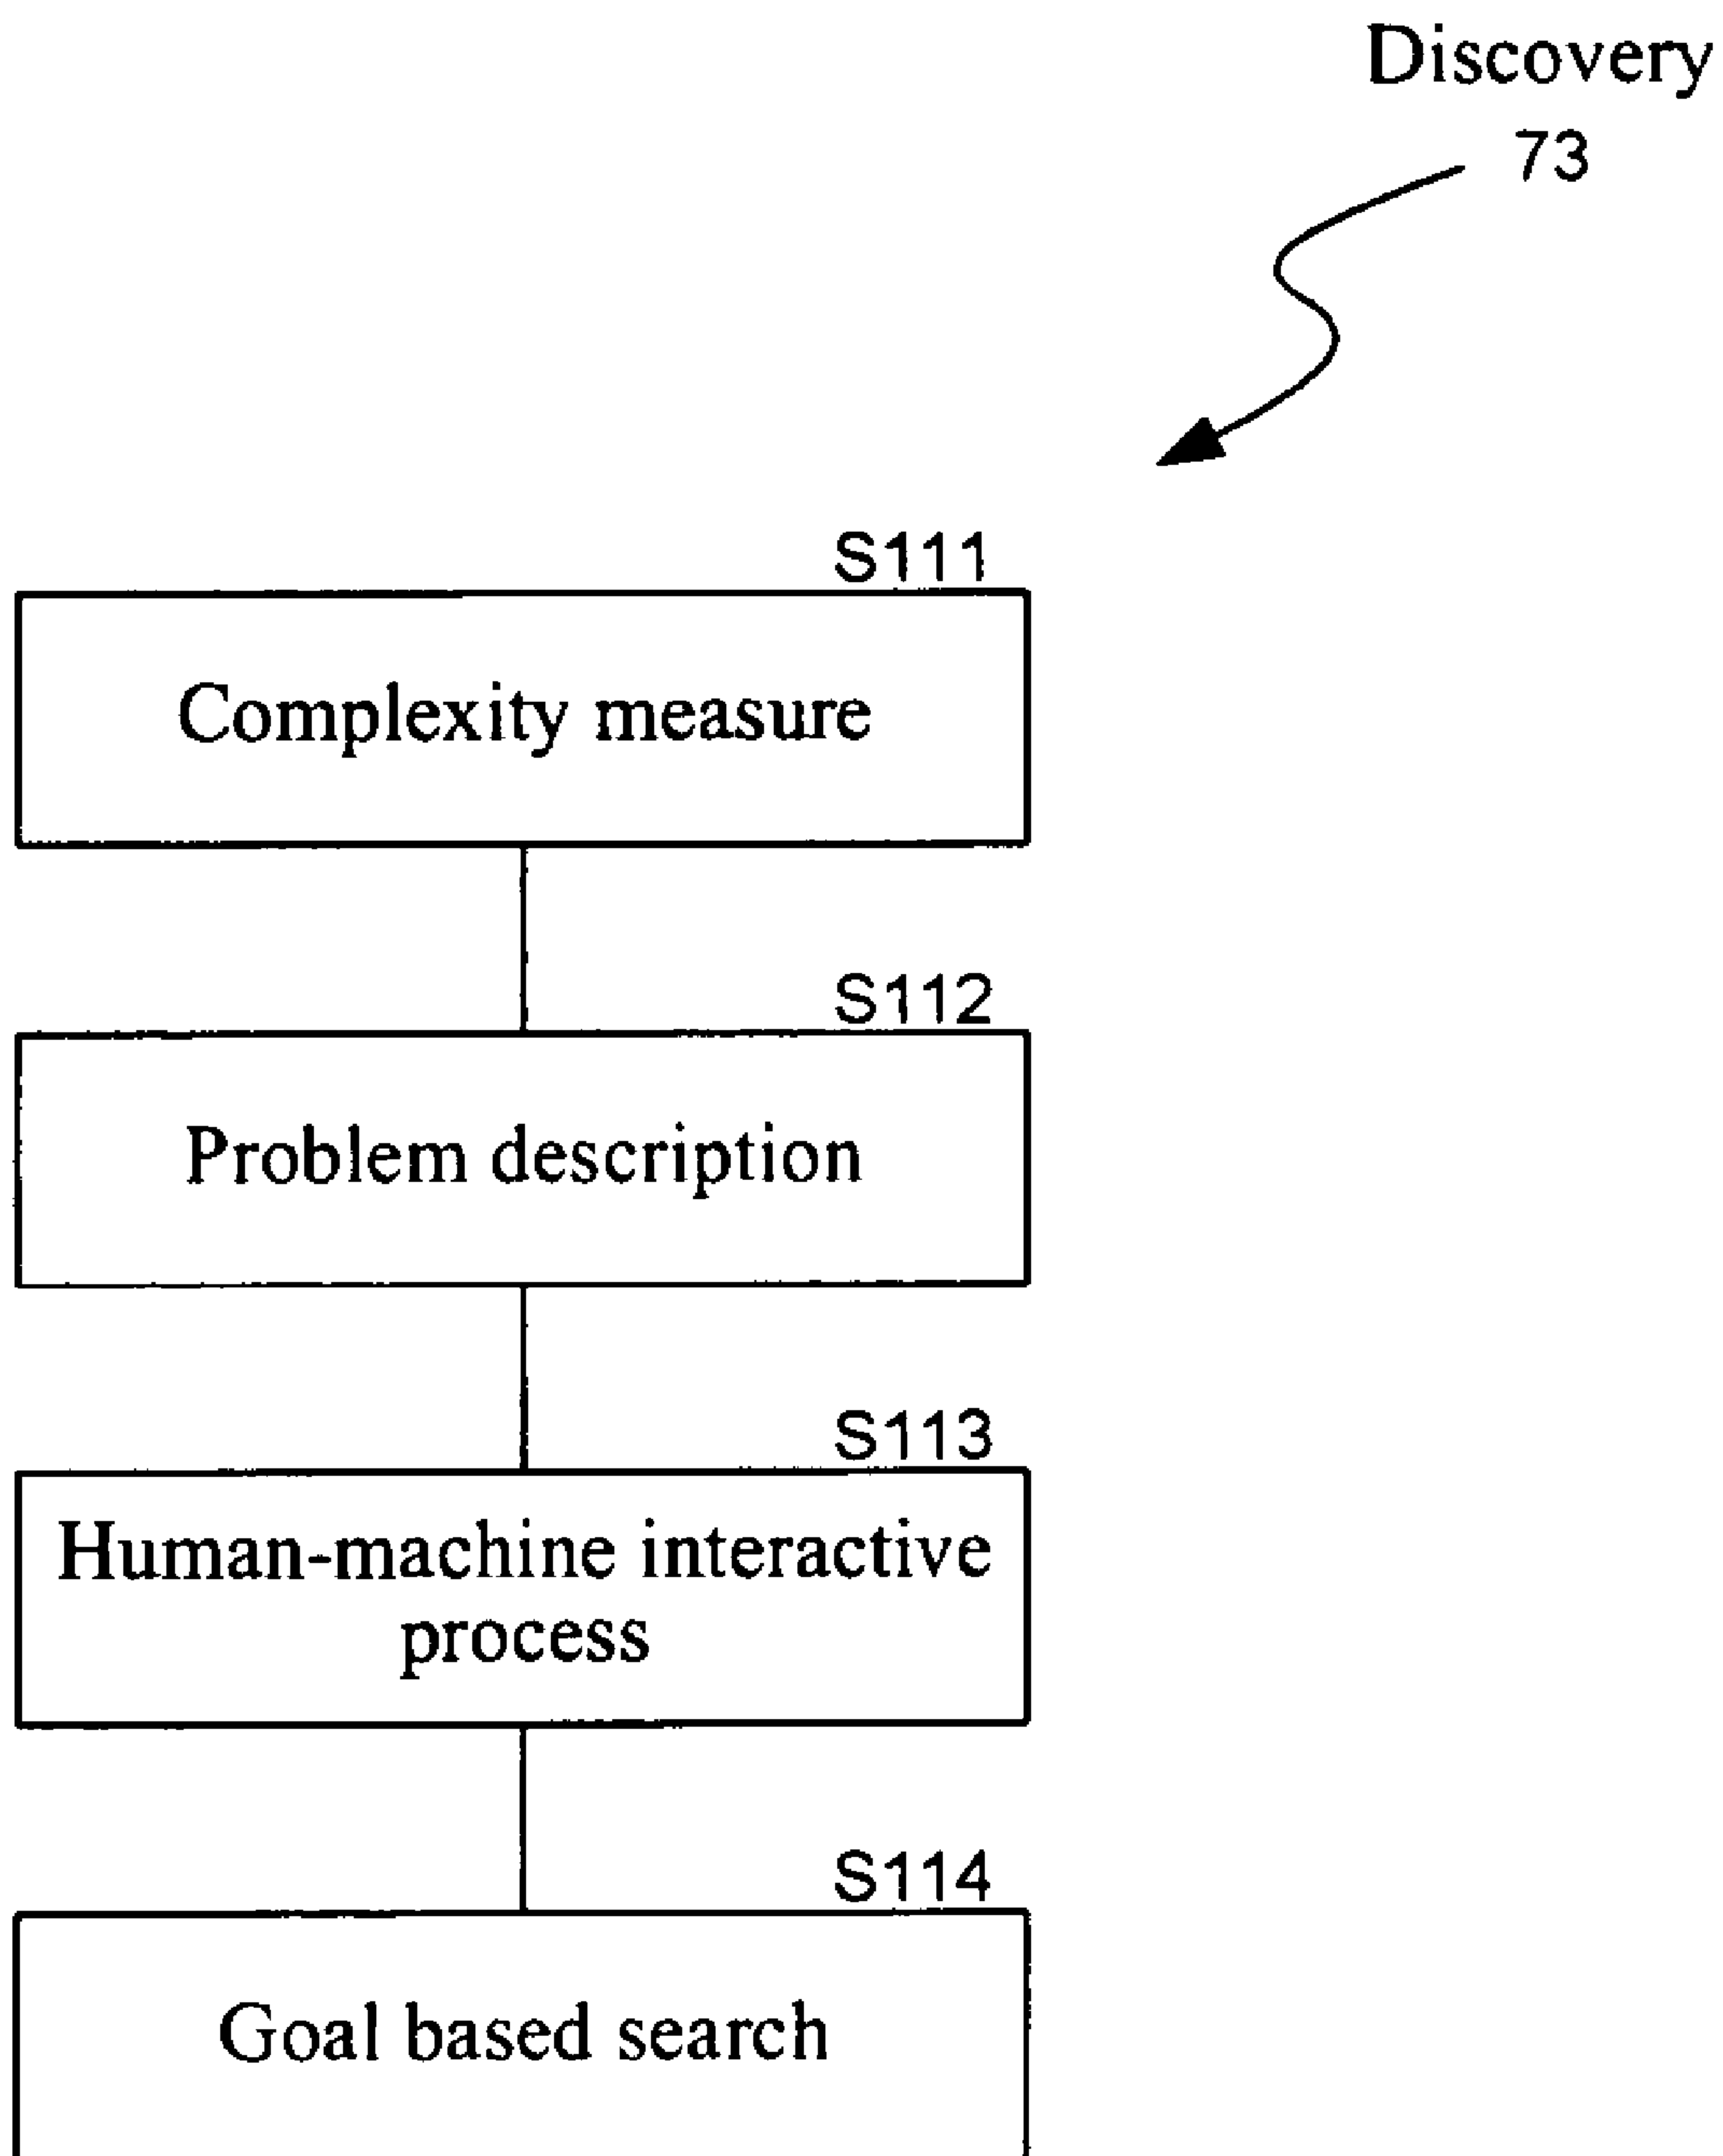 Discovery
73
S111
Complexity measure
S112
Problem description
S113
Human-machine interactive
process
S114
Goal based search